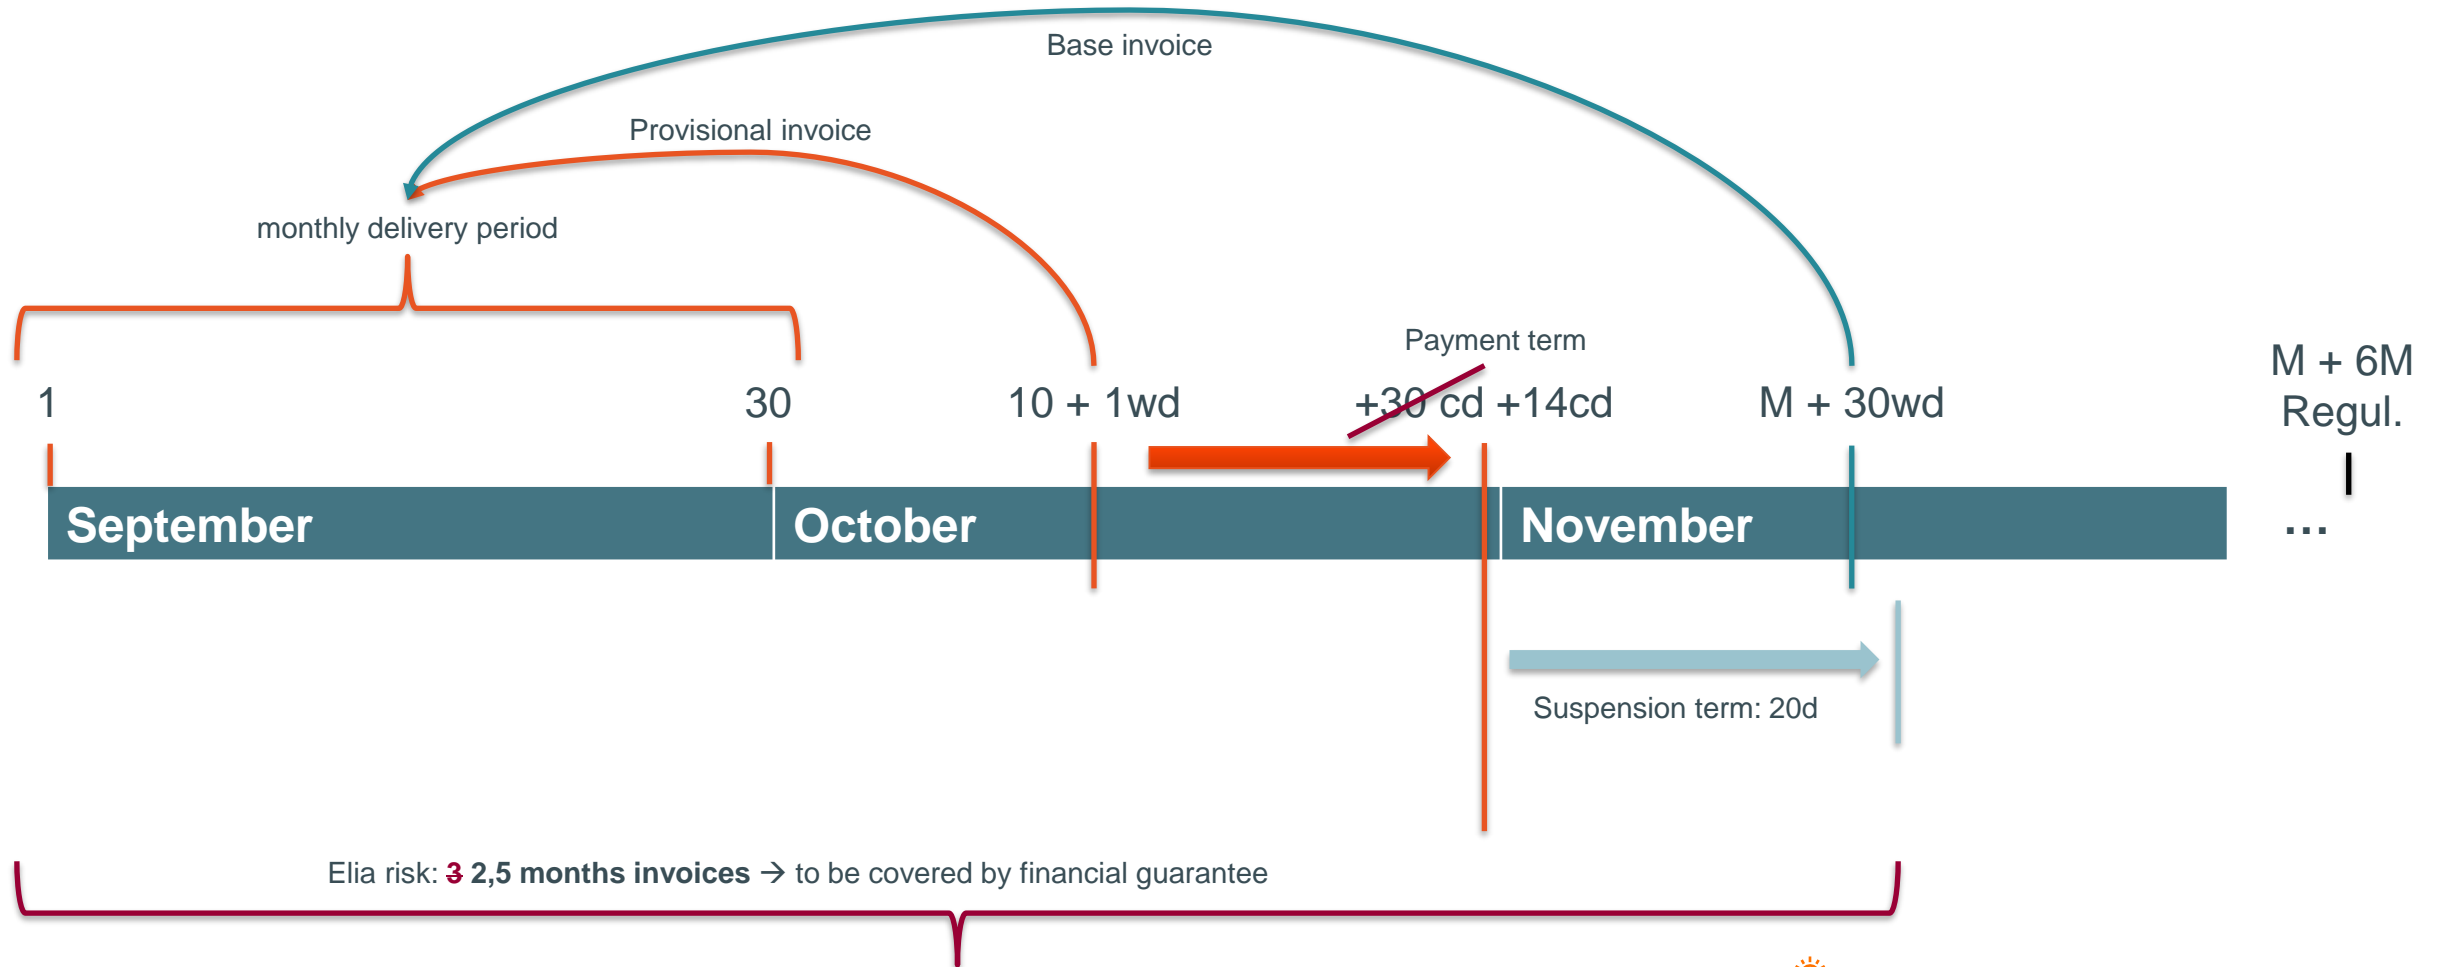 Base invoice
Provisional invoice
monthly delivery period
Payment term
1
30
10 + 1wd
+30 cd +14cd
M + 30wd
M + 6M
Regul.
September
October
November
...
Suspension term: 20d
Elia risk: 3 2,5 months invoices → to be covered by financial guarantee